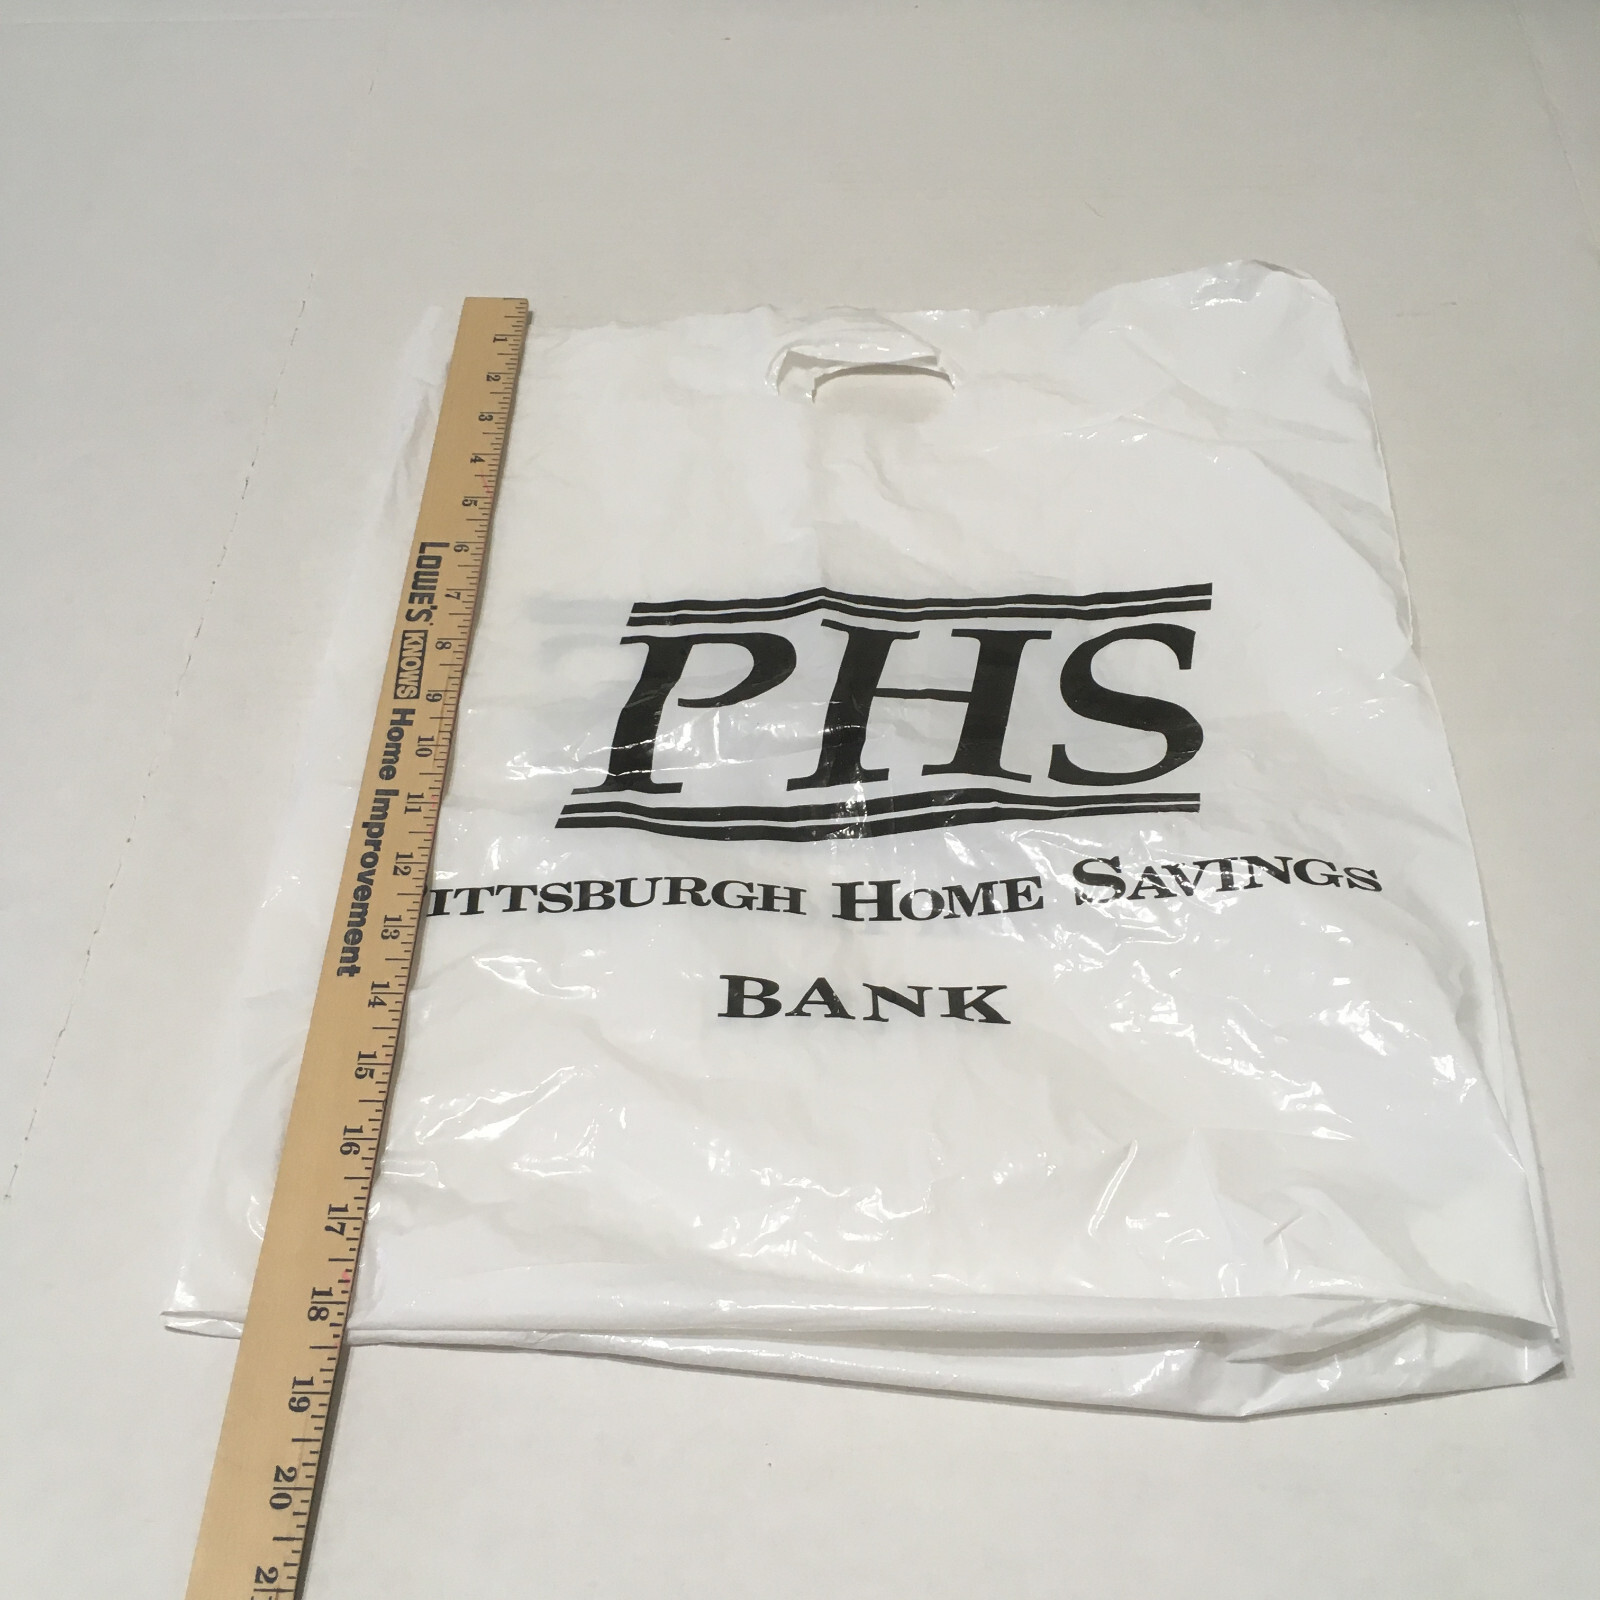 PHS
ITTSBURGH HOME SAVINGS
BANK
LOWE'S KNOWS Home Improvement
1 2 3 4 5 6 7 8 9 10 11 12 13 14 15 16 17 18 19 20